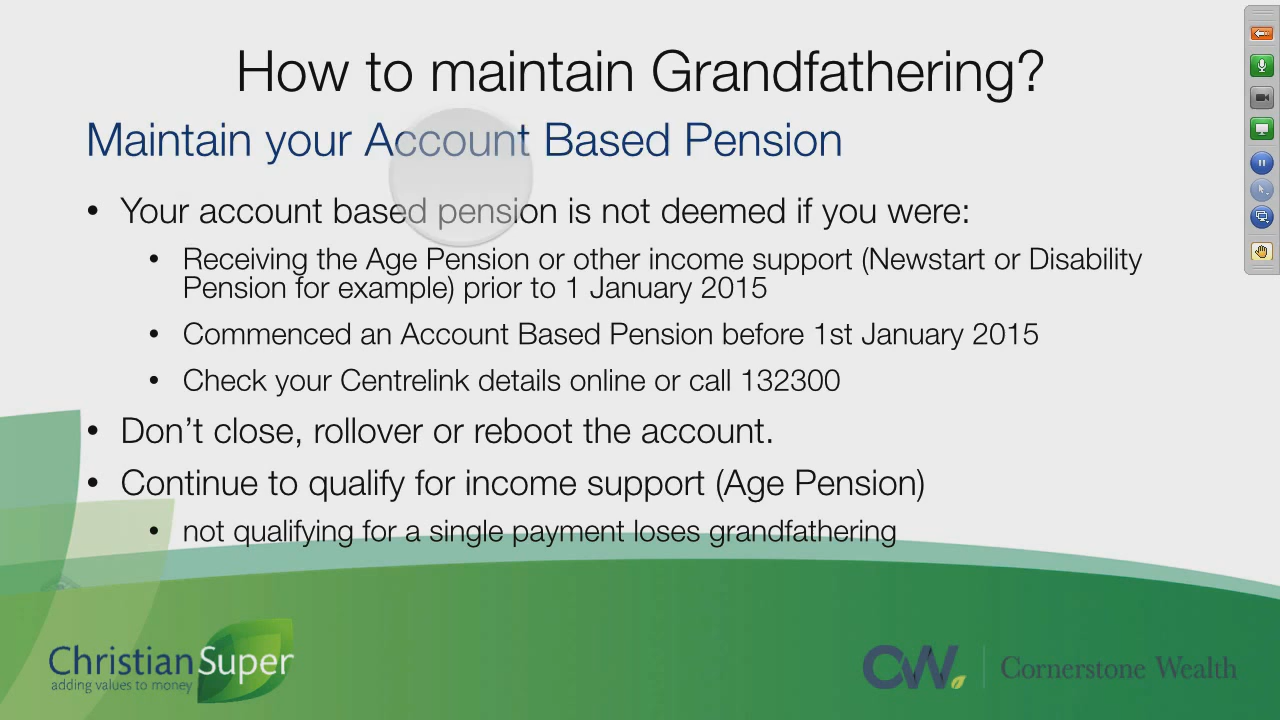 How to maintain Grandfathering?
Maintain your Account Based Pension
• Your account based pension is not deemed if you were:
• Receiving the Age Pension or other income support (Newstart or Disability
Pension for example) prior to 1 January 2015
• Commenced an Account Based Pension before 1st January 2015
• Check your Centrelink details online or call 132300
• Don’t close, rollover or reboot the account.
• Continue to qualify for income support (Age Pension)
• not qualifying for a single payment loses grandfathering
Christian Super
adding values to money
CW. Cornerstone Wealth